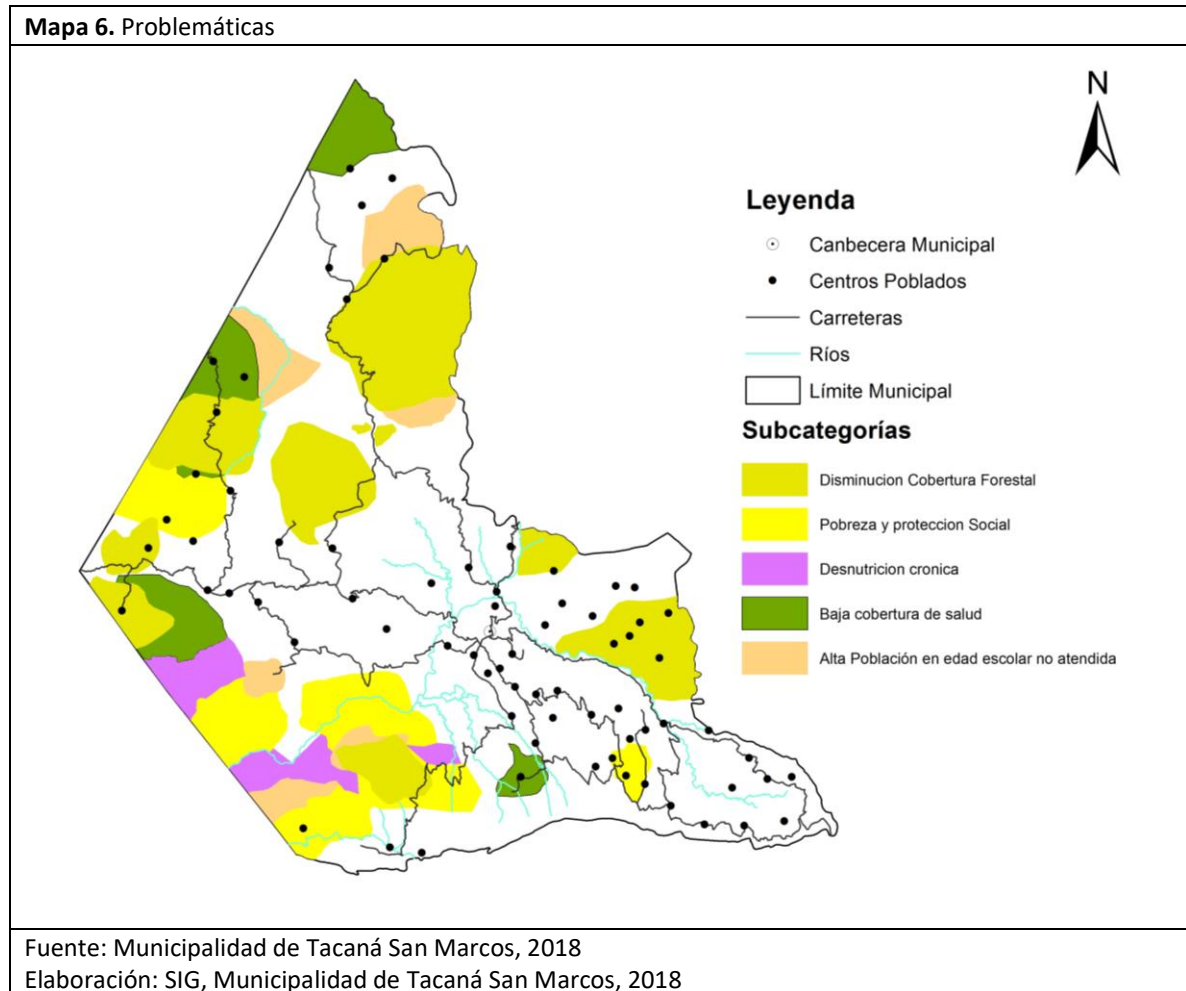 Mapa 6. Problemáticas
N
Leyenda
Canbecera Municipal
Centros Poblados
Carreteras
Ríos
Límite Municipal
Subcategorías
Disminucion Cobertura Forestal
Pobreza y proteccion Social
Desnutricion cronica
Baja cobertura de salud
Alta Población en edad escolar no atendida
Fuente: Municipalidad de Tacaná San Marcos, 2018
Elaboración: SIG, Municipalidad de Tacaná San Marcos, 2018